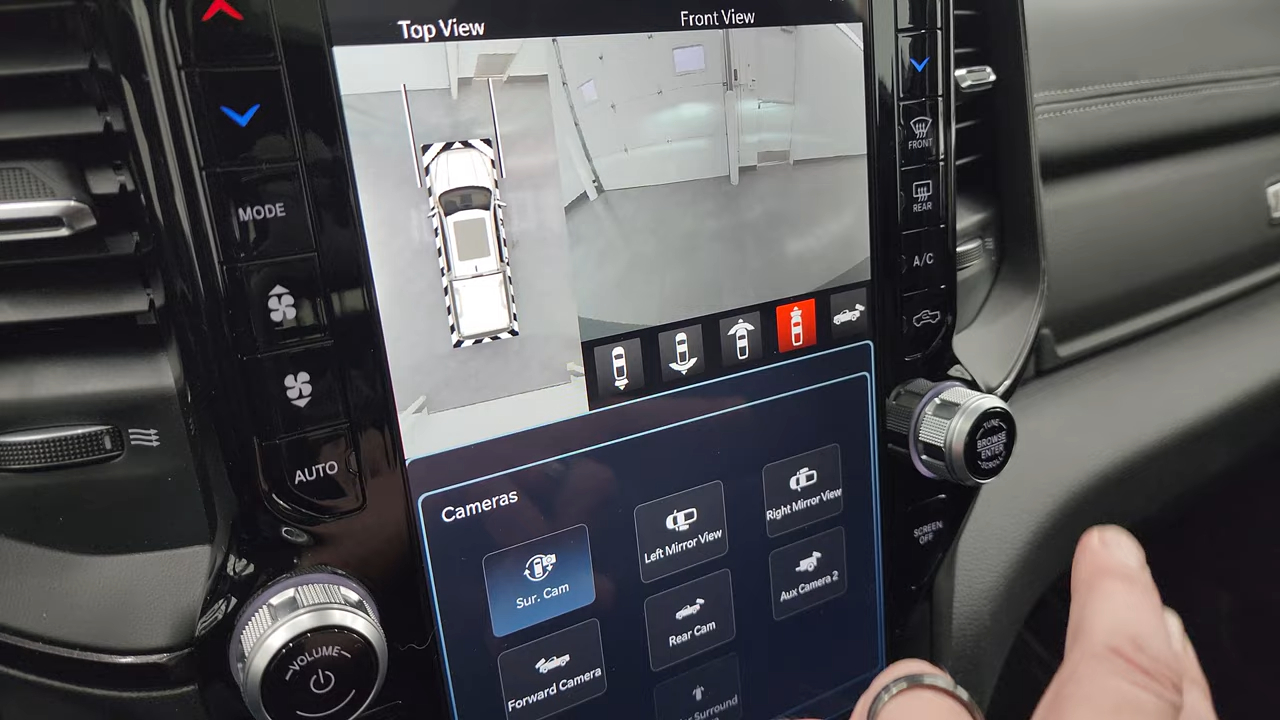 Top View
Front View
MODE
AUTO
VOLUME
FRONT
REAR
A/C
TUNE
BROWSE
ENTER
SCROLL
SCREEN
OFF
Cameras
Sur. Cam
Left Mirror View
Right Mirror View
Forward Camera
Rear Cam
Aux Camera 2
Surround